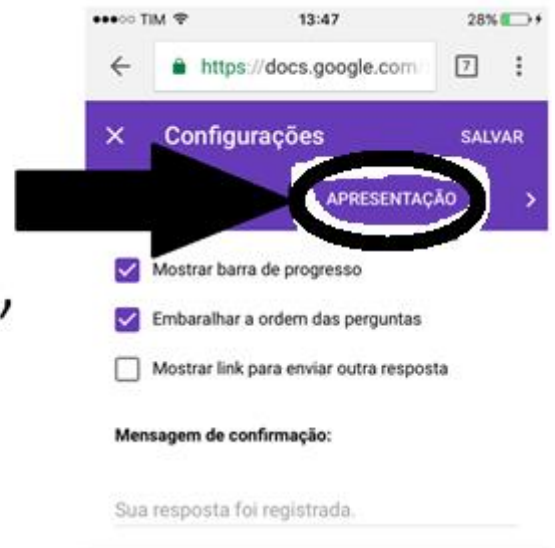 TIM 13:47 28%
https://docs.google.com
7
Configurações SALVAR
APRESENTAÇÃO
Mostrar barra de progresso
Embaralhar a ordem das perguntas
Mostrar link para enviar outra resposta
Mensagem de confirmação:
Sua resposta foi registrada.